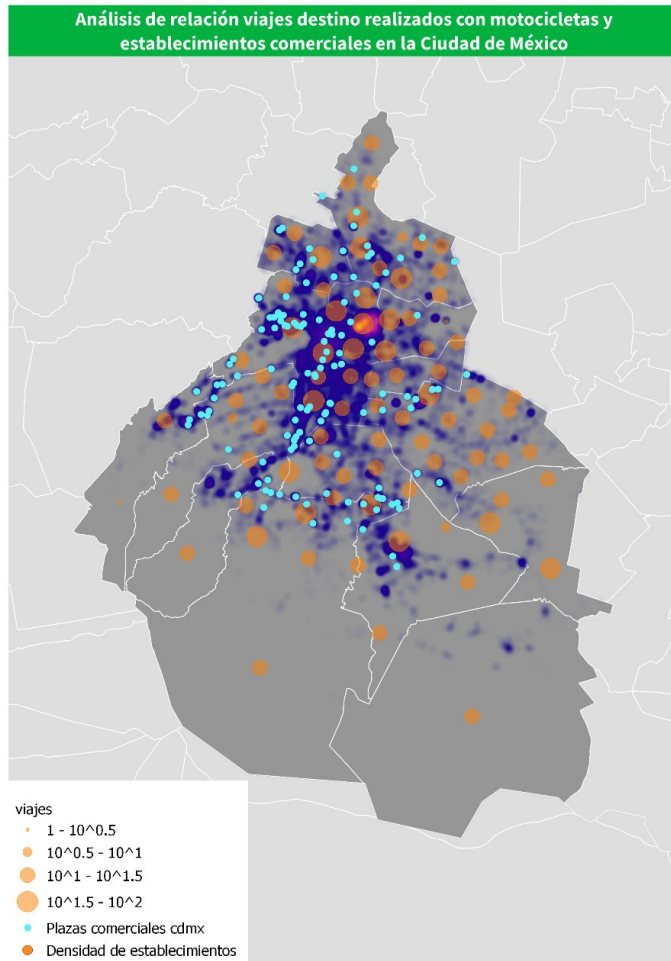 Análisis de relación viajes destino realizados con motocicletas y
establecimientos comerciales en la Ciudad de México
viajes
1 - 10^0.5
10^0.5 - 10^1
10^1 - 10^1.5
10^1.5 - 10^2
Plazas comerciales cdmx
Densidad de establecimientos